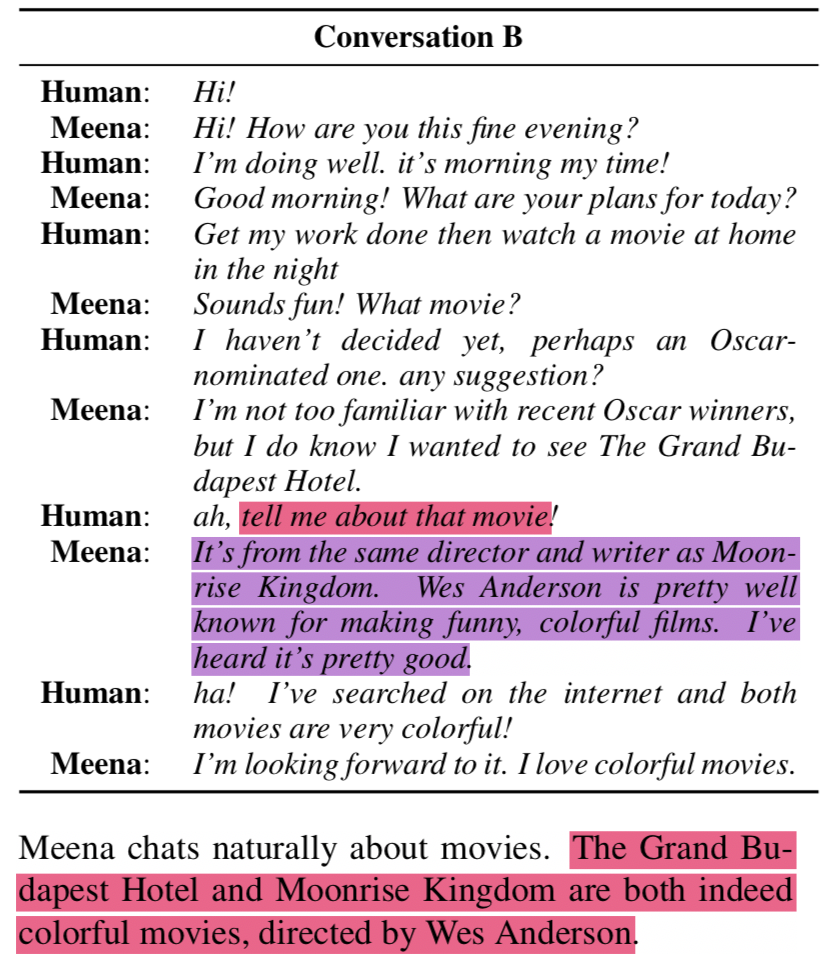 Conversation B
Human: Hi!
Meena: Hi! How are you this fine evening?
Human: I'm doing well. it's morning my time!
Meena: Good morning! What are your plans for today?
Human: Get my work done then watch a movie at home
in the night
Meena: Sounds fun! What movie?
Human: I haven't decided yet, perhaps an Oscar-
nominated one. any suggestion?
Meena: I'm not too familiar with recent Oscar winners,
but I do know I wanted to see The Grand Bu-
dapest Hotel.
Human: ah, tell me about that movie!
Meena: It's from the same director and writer as Moon-
rise Kingdom. Wes Anderson is pretty well
known for making funny, colorful films. I've
heard it's pretty good.
Human: ha! I've searched on the internet and both
movies are very colorful!
Meena: I'm looking forward to it. I love colorful movies.
Meena chats naturally about movies. The Grand Bu-
dapest Hotel and Moonrise Kingdom are both indeed
colorful movies, directed by Wes Anderson.